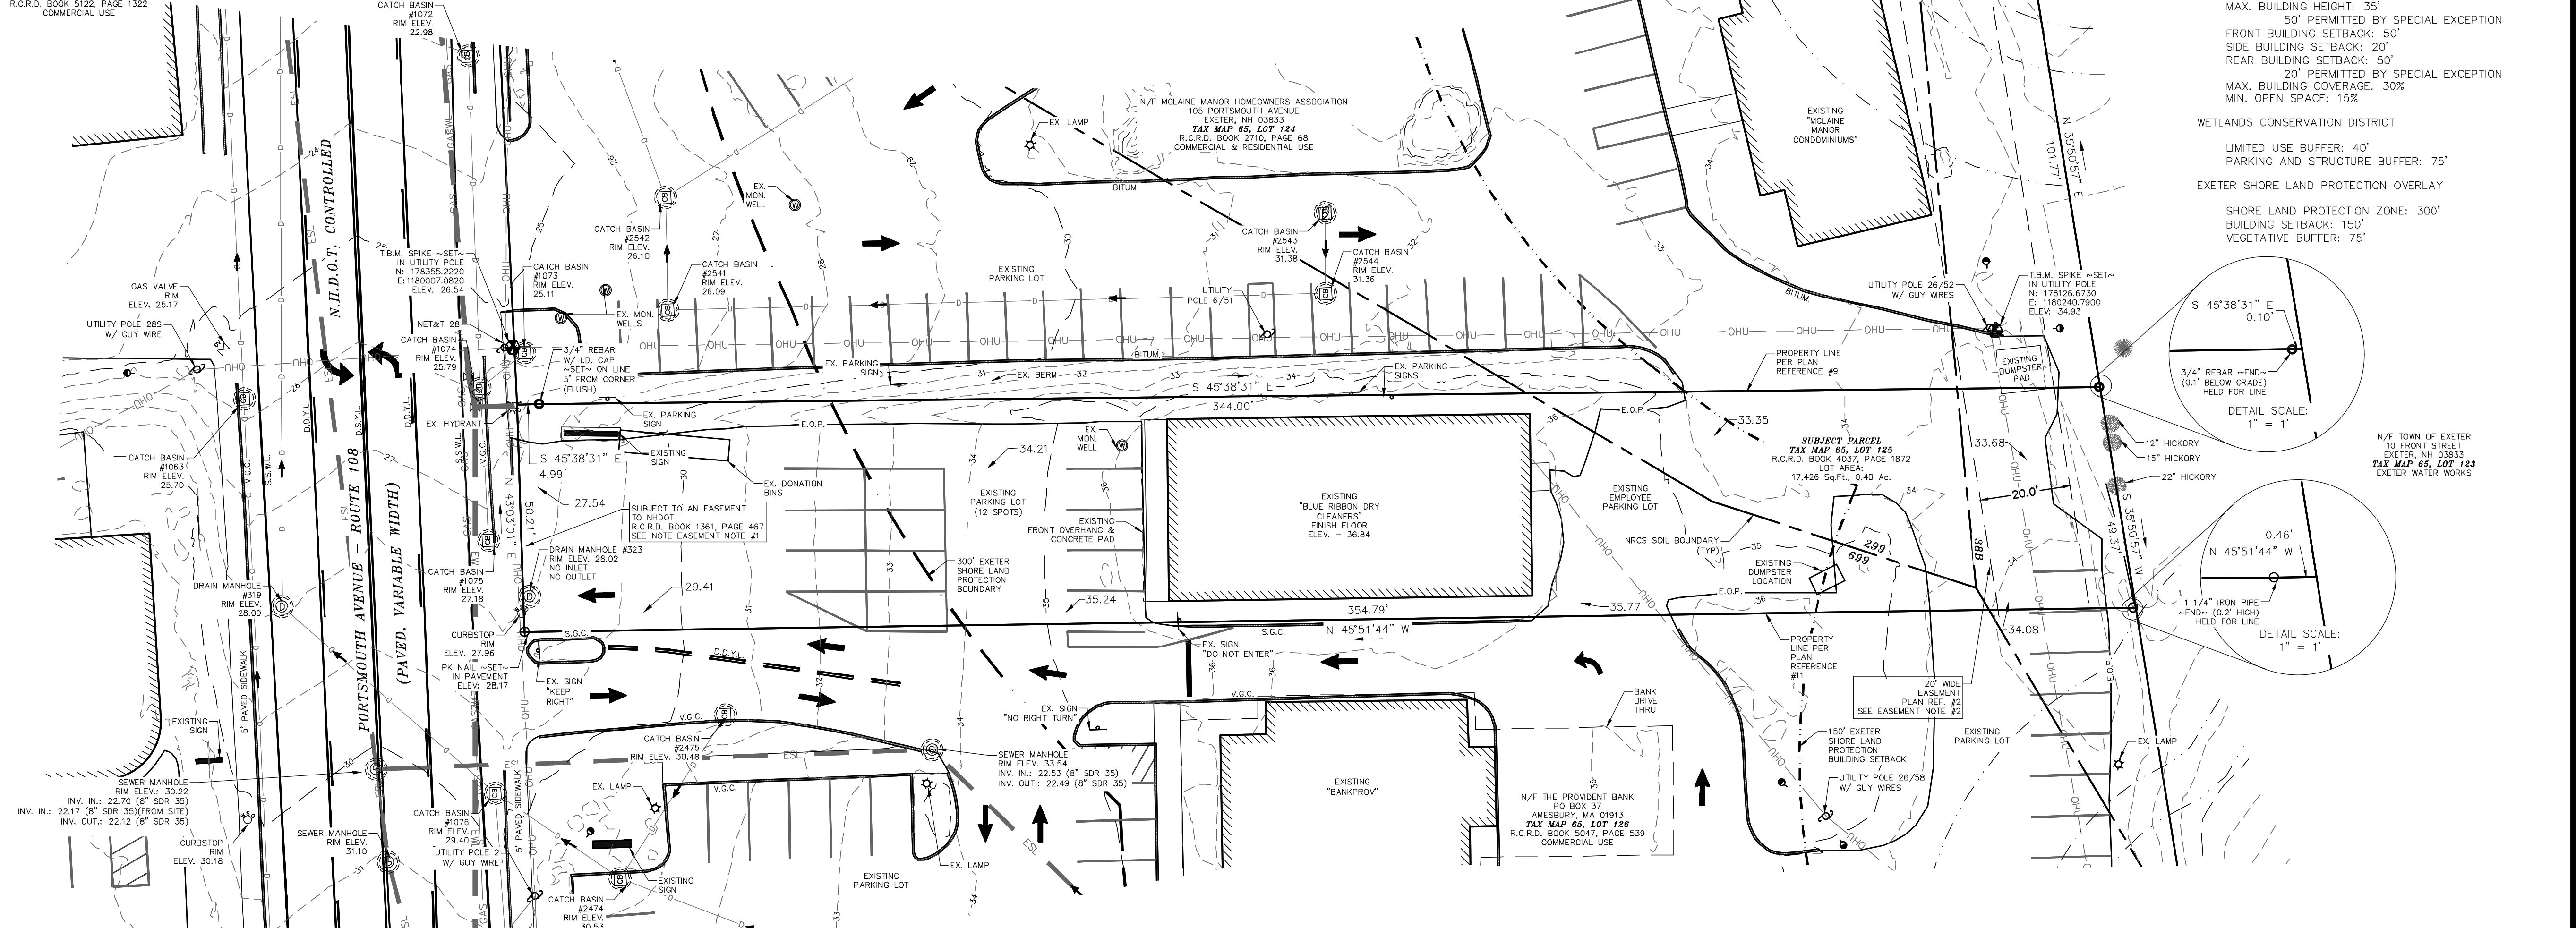 R.C.R.D. BOOK 5122, PAGE 1322
COMMERCIAL USE
CATCH BASIN
#1072
RIM ELEV.
22.98
N.H.D.O.T. CONTROLLED
GAS VALVE
RIM
ELEV. 25.17
UTILITY POLE 28S
W/ GUY WIRE
T.B.M. SPIKE ~SET~
IN UTILITY POLE
N: 178355.2220
E:1180007.0820
ELEV: 26.54
NET&T 28
CATCH BASIN
#1074
RIM ELEV.
25.79
CATCH BASIN
#1073
RIM ELEV.
25.11
EX. MON.
WELLS
CATCH BASIN
#2542
RIM ELEV.
26.10
CATCH BASIN
#2541
RIM ELEV.
26.09
EX.
MON.
WELL
EX. LAMP
N/F MCLAINE MANOR HOMEOWNERS ASSOCIATION
105 PORTSMOUTH AVENUE
EXETER, NH 03833
TAX MAP 65, LOT 124
R.C.R.D. BOOK 2710, PAGE 68
COMMERCIAL & RESIDENTIAL USE
BITUM.
EXISTING
PARKING LOT
CATCH BASIN
#2543
RIM ELEV.
31.38
CATCH BASIN
#2544
RIM ELEV.
31.36
UTILITY
POLE 6/51
EXISTING
"MCLAINE
MANOR
CONDOMINIUMS"
BITUM.
UTILITY POLE 26/52
W/ GUY WIRES
T.B.M. SPIKE ~SET~
IN UTILITY POLE
N: 178126.6730
E: 1180240.7900
ELEV: 34.93
N 35°50'57" E
101.77'
MAX. BUILDING HEIGHT: 35'
50' PERMITTED BY SPECIAL EXCEPTION
FRONT BUILDING SETBACK: 50'
SIDE BUILDING SETBACK: 20'
REAR BUILDING SETBACK: 50'
20' PERMITTED BY SPECIAL EXCEPTION
MAX. BUILDING COVERAGE: 30%
MIN. OPEN SPACE: 15%
WETLANDS CONSERVATION DISTRICT
LIMITED USE BUFFER: 40'
PARKING AND STRUCTURE BUFFER: 75'
EXETER SHORE LAND PROTECTION OVERLAY
SHORE LAND PROTECTION ZONE: 300'
BUILDING SETBACK: 150'
VEGETATIVE BUFFER: 75'
S 45°38'31" E
0.10'
3/4" REBAR ~FND~
(0.1' BELOW GRADE)
HELD FOR LINE
DETAIL SCALE:
1" = 1'
12" HICKORY
15" HICKORY
22" HICKORY
N/F TOWN OF EXETER
10 FRONT STREET
EXETER, NH 03833
TAX MAP 65, LOT 123
EXETER WATER WORKS
0.46'
N 45°51'44" W
1 1/4" IRON PIPE
~FND~ (0.2' HIGH)
HELD FOR LINE
DETAIL SCALE:
1" = 1'
3/4" REBAR
W/ I.D. CAP
~SET~ ON LINE
5' FROM CORNER
(FLUSH)
EX. HYDRANT
EX. PARKING
SIGN
EX. BERM
BITUM.
EX. PARKING
SIGN
S 45°38'31" E
344.00'
EX. PARKING
SIGNS
PROPERTY LINE
PER PLAN
REFERENCE #9
EXISTING
DUMPSTER
PAD
E.O.P.
E.O.P.
33.35
33.68
S 45°38'31" E
4.99'
EXISTING
SIGN
EX. DONATION
BINS
27.54
EX.
MON.
WELL
34.21
EXISTING
PARKING LOT
(12 SPOTS)
EXISTING
FRONT OVERHANG &
CONCRETE PAD
EXISTING
"BLUE RIBBON DRY
CLEANERS"
FINISH FLOOR
ELEV. = 36.84
EXISTING
EMPLOYEE
PARKING LOT
SUBJECT PARCEL
TAX MAP 65, LOT 125
R.C.R.D. BOOK 4037, PAGE 1872
LOT AREA:
17,426 Sq.Ft., 0.40 Ac.
NRCS SOIL BOUNDARY
(TYP)
299
699
38B
20.0'
S 35°50'57" W
49.37'
CATCH BASIN
#1063
RIM ELEV.
25.70
PORTSMOUTH AVENUE - ROUTE 108
(PAVED, VARIABLE WIDTH)
N 43°03'01" E
50.21'
SUBJECT TO AN EASEMENT
TO NHDOT
R.C.R.D. BOOK 1361, PAGE 467
SEE NOTE EASEMENT NOTE #1
DRAIN MANHOLE #323
RIM ELEV. 28.02
NO INLET
NO OUTLET
CATCH BASIN
#1075
RIM ELEV.
27.18
DRAIN MANHOLE
#319
RIM ELEV.
28.00
29.41
300' EXETER
SHORE LAND
PROTECTION
BOUNDARY
35.24
354.79'
N 45°51'44" W
35.77
EXISTING
DUMPSTER
LOCATION
E.O.P.
34.08
CURBSTOP
RIM
ELEV. 27.96
PK NAIL ~SET~
IN PAVEMENT
ELEV: 28.17
S.G.C.
D.D.Y.L.
EX. SIGN
"KEEP
RIGHT"
S.G.C.
EX. SIGN
"DO NOT ENTER"
PROPERTY
LINE PER
PLAN
REFERENCE
#11
20' WIDE
EASEMENT
PLAN REF. #2
SEE EASEMENT NOTE #2
EXISTING
PARKING LOT
150' EXETER
SHORE LAND
PROTECTION
BUILDING SETBACK
UTILITY POLE 26/58
W/ GUY WIRES
EX. LAMP
EXISTING
SIGN
5' PAVED SIDEWALK
SEWER MANHOLE
RIM ELEV.: 30.22
INV. IN.: 22.70 (8" SDR 35)
INV. IN.: 22.17 (8" SDR 35)(FROM SITE)
INV. OUT.: 22.12 (8" SDR 35)
CURBSTOP
RIM
ELEV. 30.18
SEWER MANHOLE
RIM ELEV.
31.10
CATCH BASIN
#1076
RIM ELEV.
29.40
UTILITY POLE 2
W/ GUY WIRE
5' PAVED SIDEWALK
V.G.C.
CATCH BASIN
#2475
RIM ELEV. 30.48
EX. LAMP
V.G.C.
SEWER MANHOLE
RIM ELEV. 33.54
INV. IN.: 22.53 (8" SDR 35)
INV. OUT.: 22.49 (8" SDR 35)
EX. SIGN
"NO RIGHT TURN"
V.G.C.
EXISTING
"BANKPROV"
BANK
DRIVE
THRU
N/F THE PROVIDENT BANK
PO BOX 37
AMESBURY, MA 01913
TAX MAP 65, LOT 126
R.C.R.D. BOOK 5047, PAGE 539
COMMERCIAL USE
EXISTING
SIGN
CATCH BASIN
#2474
RIM ELEV.
30.53
EXISTING
PARKING LOT
EX. LAMP